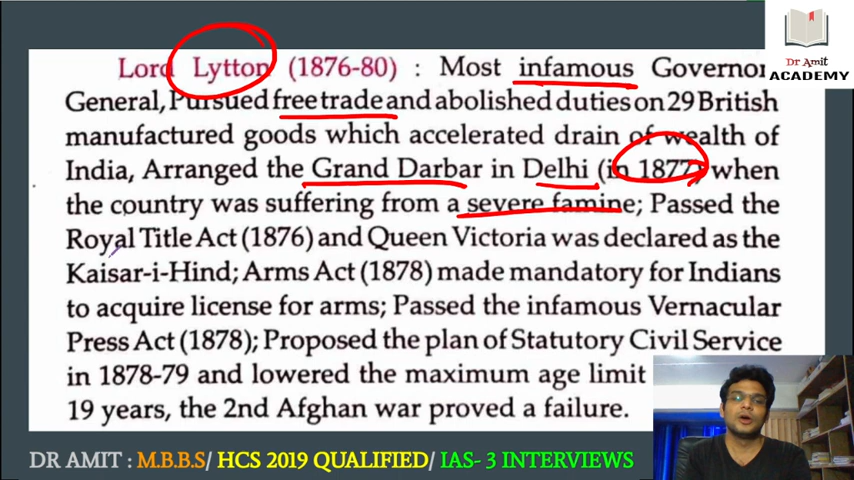 Dr Amit
ACADEMY
Lord Lytton (1876-80) : Most infamous Governor
General, Pursued free trade and abolished duties on 29 British
manufactured goods which accelerated drain of wealth of
India, Arranged the Grand Darbar in Delhi (in 1877) when
the country was suffering from a severe famine; Passed the
Royal Title Act (1876) and Queen Victoria was declared as the
Kaisar-i-Hind; Arms Act (1878) made mandatory for Indians
to acquire license for arms; Passed the infamous Vernacular
Press Act (1878); Proposed the plan of Statutory Civil Service
in 1878-79 and lowered the maximum age limit
19 years, the 2nd Afghan war proved a failure.
DR AMIT : M.B.B.S/ HCS 2019 QUALIFIED/ IAS- 3 INTERVIEWS